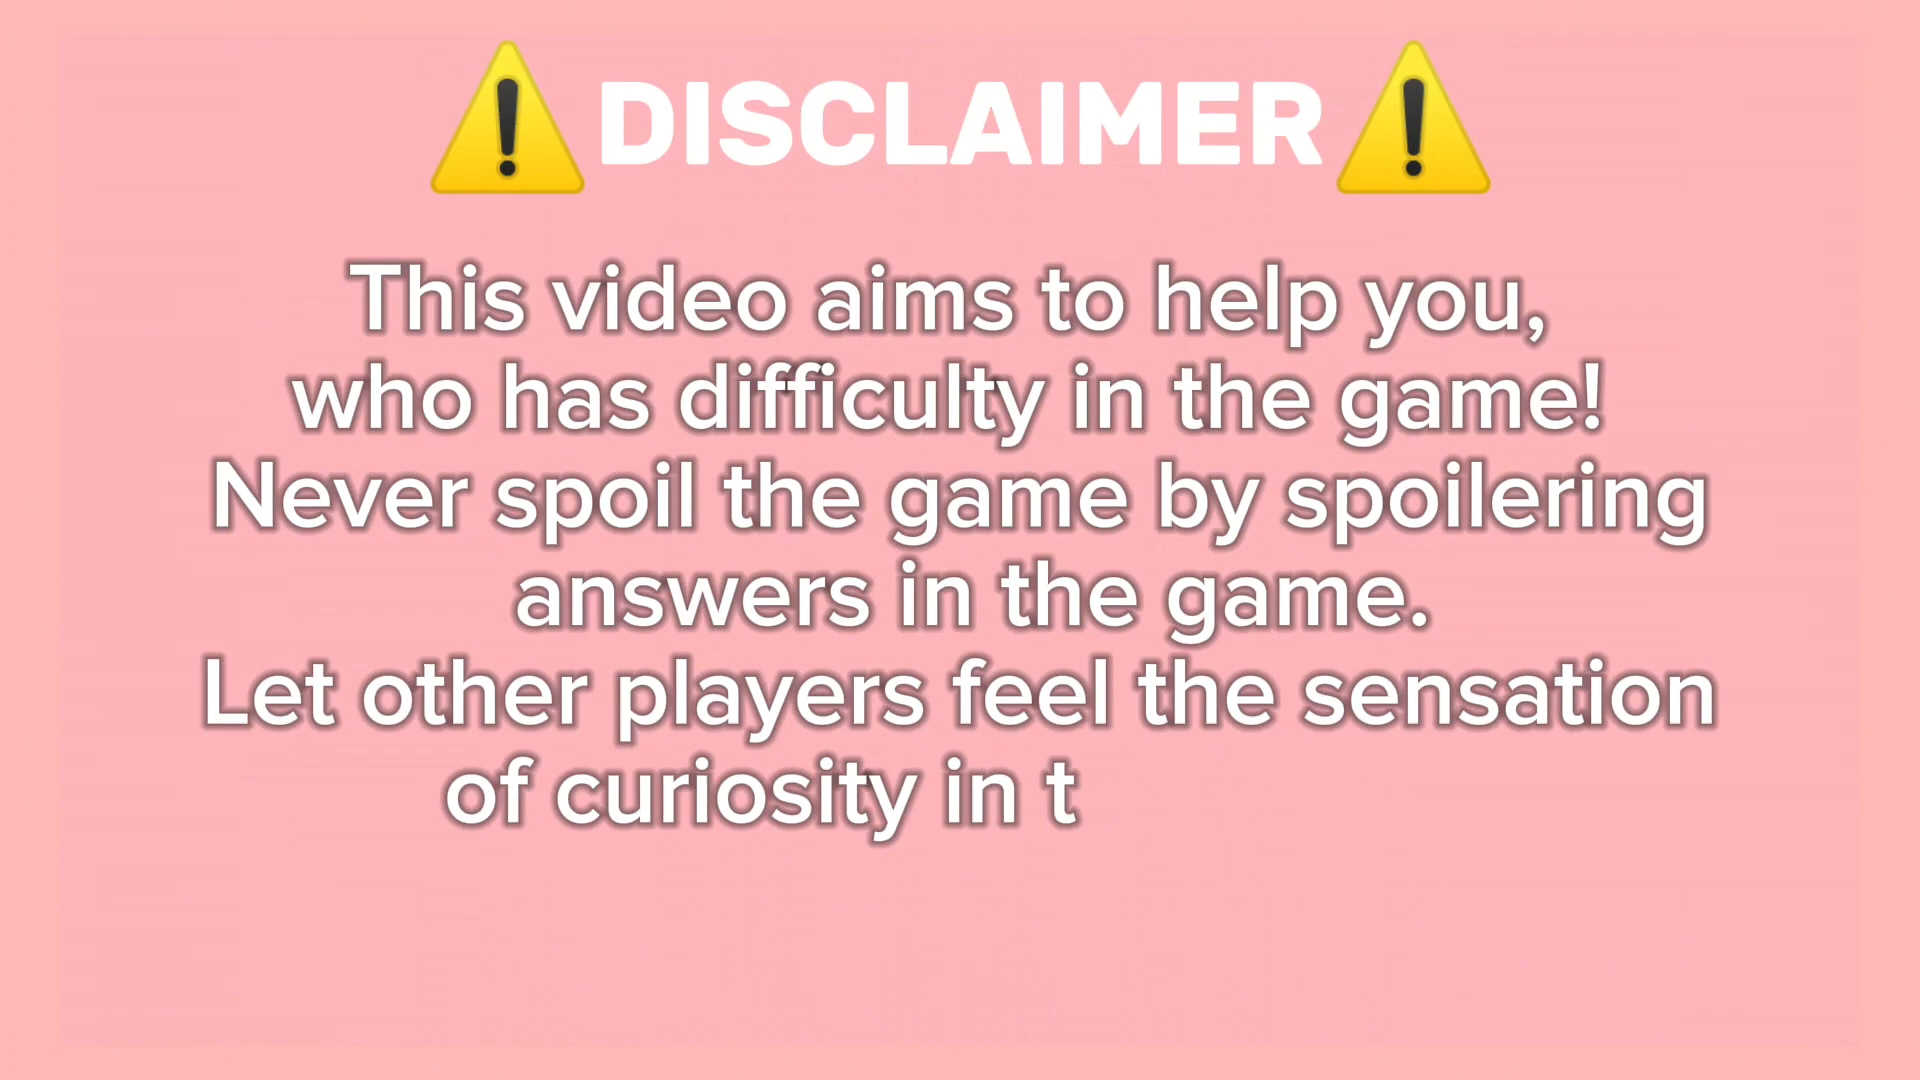 ⚠️DISCLAIMER⚠️
This video aims to help you,
who has difficulty in the game!
Never spoil the game by spoilering
answers in the game.
Let other players feel the sensation
of curiosity in t